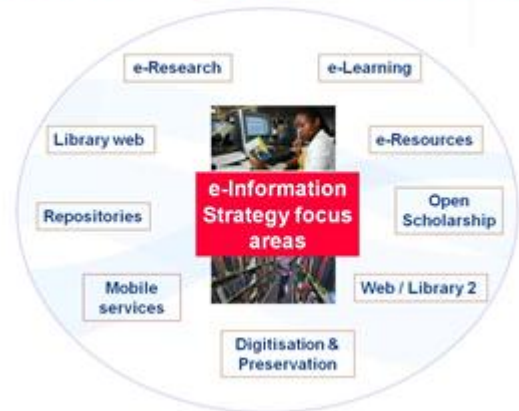 e-Research
e-Learning
Library web
e-Resources
e-Information
Strategy focus
areas
Repositories
Open
Scholarship
Mobile
services
Web / Library 2
Digitisation &
Preservation